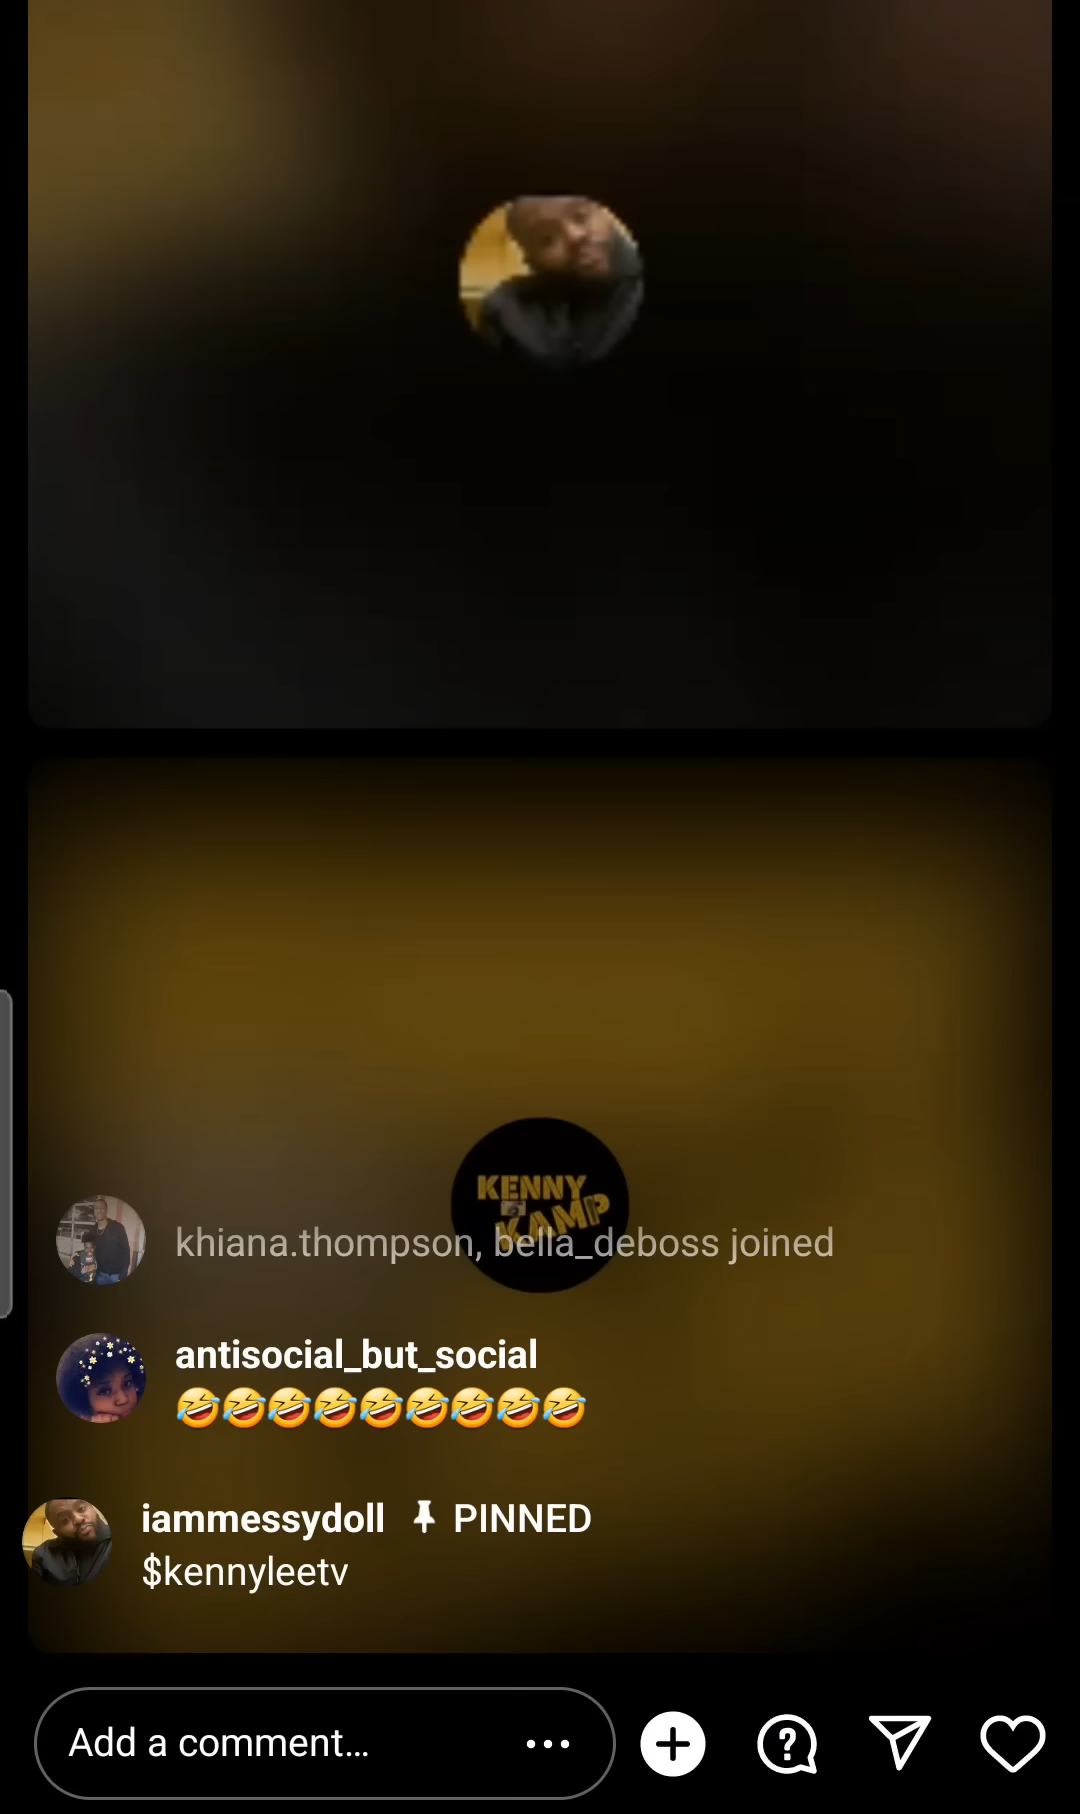 KENNY
KAMP
khiana.thompson, bella_deboss joined
antisocial_but_social
🤣🤣🤣🤣🤣🤣🤣🤣🤣
iammessydoll 📌 PINNED
$kennyleetv
Add a comment...